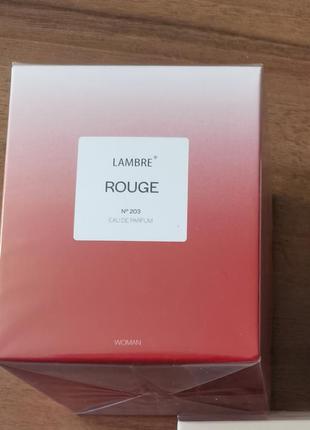 LAMBRE®
ROUGE
Nº 203
EAU DE PARFUM
WOMAN